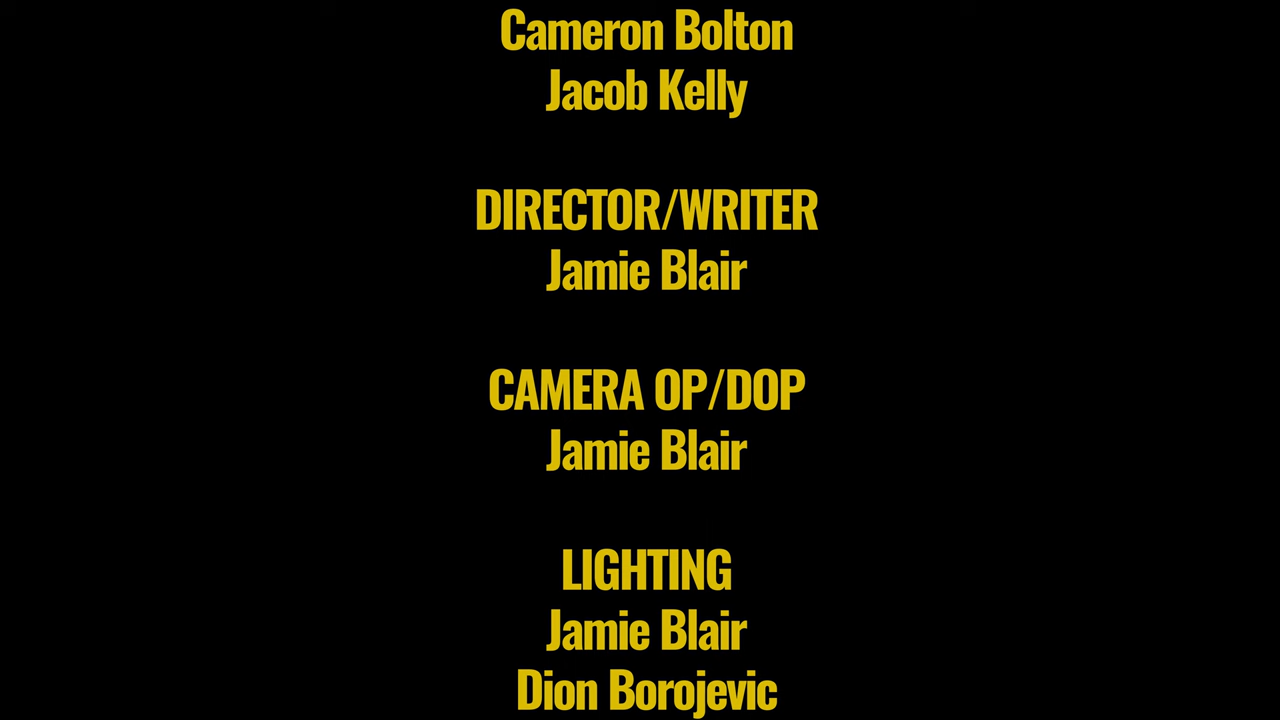 Cameron Bolton
Jacob Kelly
DIRECTOR/WRITER
Jamie Blair
CAMERA OP/DOP
Jamie Blair
LIGHTING
Jamie Blair
Dion Borojevic